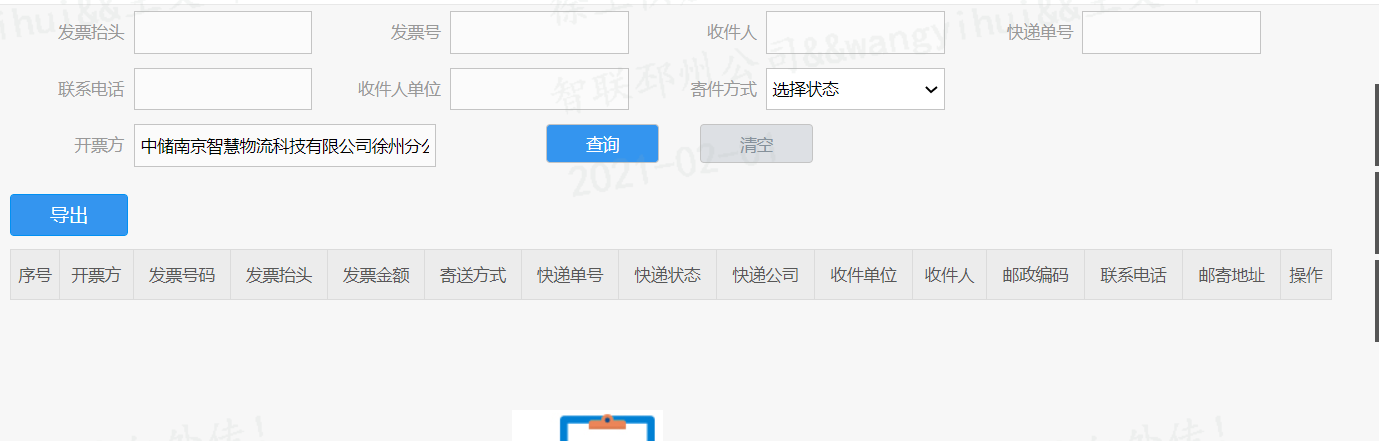 发票抬头 发票号 收件人 快递单号
联系电话 收件人单位 寄件方式 选择状态
开票方 中储南京智慧物流科技有限公司徐州分 查询 清空
导出
序号 开票方 发票号码 发票抬头 发票金额 寄送方式 快递单号 快递状态 快递公司 收件单位 收件人 邮政编码 联系电话 邮寄地址 操作
智联邳州公司&&wangyihui&&
2021-02-01